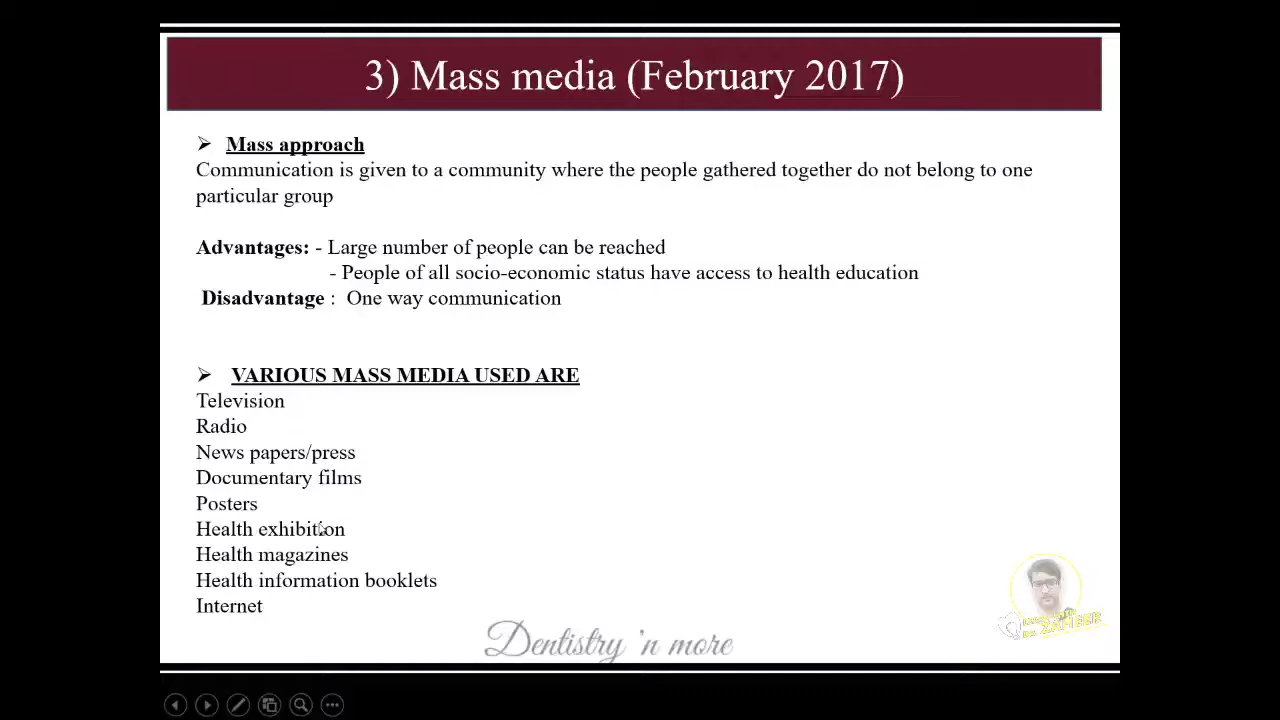 3) Mass media (February 2017)
➢ Mass approach
Communication is given to a community where the people gathered together do not belong to one
particular group
Advantages: - Large number of people can be reached
- People of all socio-economic status have access to health education
Disadvantage : One way communication
➢ VARIOUS MASS MEDIA USED ARE
Television
Radio
News papers/press
Documentary films
Posters
Health exhibition
Health magazines
Health information booklets
Internet
Dentistry 'n more